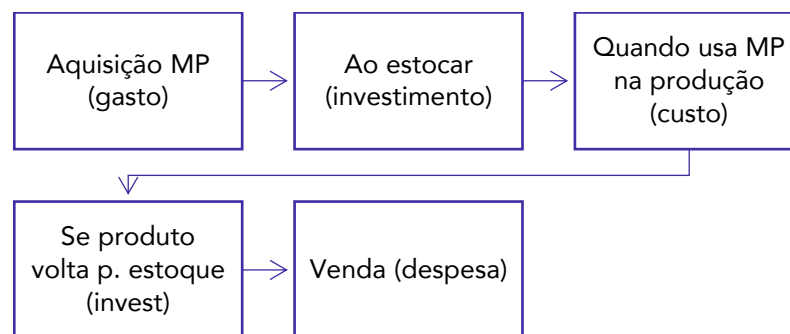 Aquisição MP
(gasto)
Ao estocar
(investimento)
Quando usa MP
na produção
(custo)
Se produto
volta p. estoque
(invest)
Venda (despesa)